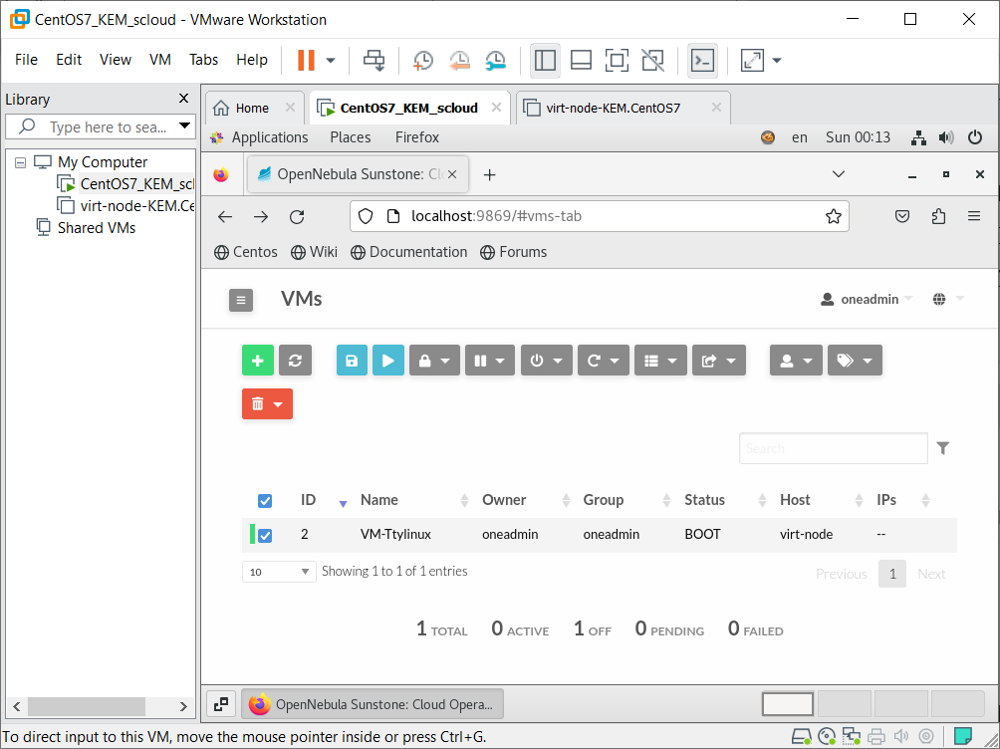 CentOS7_KEM_scloud - VMware Workstation
File Edit View VM Tabs Help
Library
Type here to sea...
My Computer
CentOS7_KEM_scl
virt-node-KEM.Ce
Shared VMs
Home CentOS7_KEM_scloud virt-node-KEM.CentOS7
Applications Places Firefox en Sun 00:13
OpenNebula Sunstone: Cl
localhost:9869/#vms-tab
Centos Wiki Documentation Forums
VMs oneadmin
Search
ID Name Owner Group Status Host IPs
2 VM-Ttylinux oneadmin oneadmin BOOT virt-node --
10 Showing 1 to 1 of 1 entries Previous 1 Next
1 TOTAL 0 ACTIVE 1 OFF 0 PENDING 0 FAILED
OpenNebula Sunstone: Cloud Opera...
To direct input to this VM, move the mouse pointer inside or press Ctrl+G.